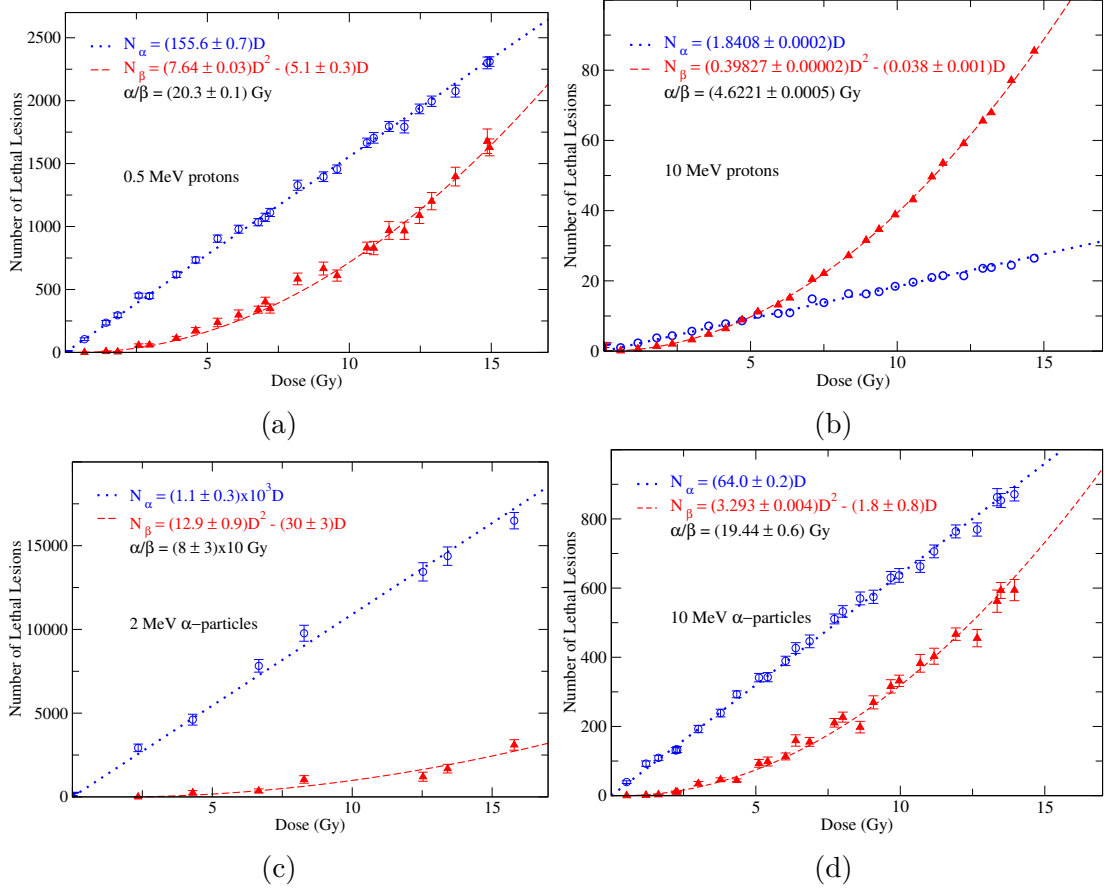 Number of Lethal Lesions
2500
2000
1500
1000
500
0
N_α = (155.6 ± 0.7)D
N_β = (7.64 ± 0.03)D² - (5.1 ± 0.3)D
α/β = (20.3 ± 0.1) Gy
0.5 MeV protons
5 10 15
Dose (Gy)
(a)
Number of Lethal Lesions
80
60
40
20
0
N_α = (1.8408 ± 0.0002)D
N_β = (0.39827 ± 0.00002)D² - (0.038 ± 0.001)D
α/β = (4.6221 ± 0.0005) Gy
10 MeV protons
5 10 15
Dose (Gy)
(b)
Number of Lethal Lesions
15000
10000
5000
0
N_α = (1.1 ± 0.3)x10³D
N_β = (12.9 ± 0.9)D² - (30 ± 3)D
α/β = (8 ± 3)x10 Gy
2 MeV α−particles
5 10 15
Dose (Gy)
(c)
Number of Lethal Lesions
800
600
400
200
0
N_α = (64.0 ± 0.2)D
N_β = (3.293 ± 0.004)D² - (1.8 ± 0.8)D
α/β = (19.44 ± 0.6) Gy
10 MeV α−particles
5 10 15
Dose (Gy)
(d)